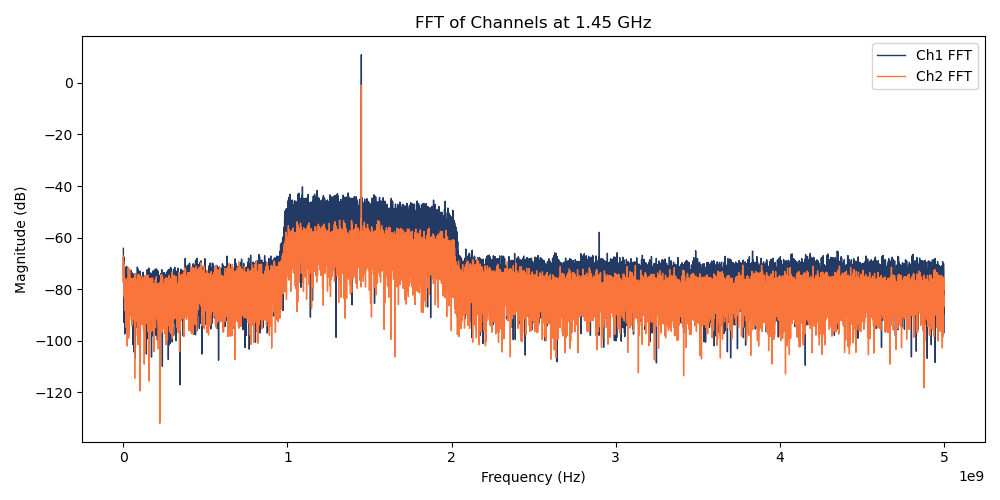 FFT of Channels at 1.45 GHz
Ch1 FFT
Ch2 FFT
Magnitude (dB)
0
−20
−40
−60
−80
−100
−120
0 1 2 3 4 5
1e9
Frequency (Hz)